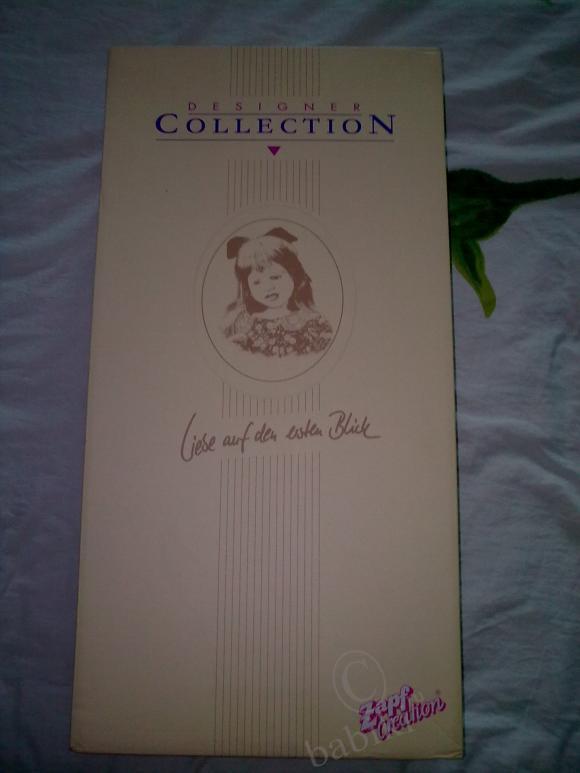 DESIGNER
COLLECTION
Liebe auf den ersten Blick
Zapf
Creation®
©